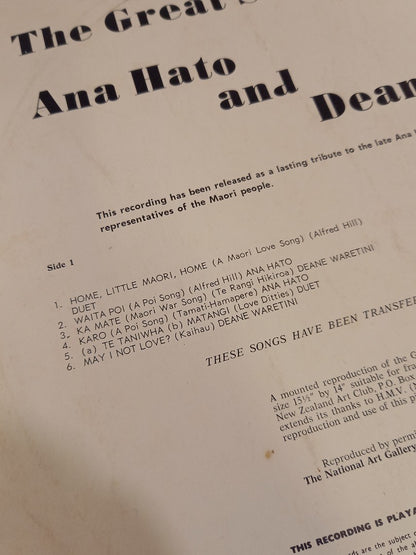 The Great
Ana Hato
and Dean
This recording has been released as a lasting tribute to the late Ana
representatives of the Maori people.
Side 1
1. HOME, LITTLE MAORI, HOME (A Maori Love Song) (Alfred Hill)
DUET
2. WAITA POI (A Poi Song) (Alfred Hill) ANA HATO
3. KA MATE (Maori War Song) (Te Rangi Hikiroa) DEANE WARETINI
4. KARO (A Poi Song) (Tamati-Hamapere) ANA HATO
5. (a) TE TANIWHA (b) MATANGI (Love Ditties) DUET
6. MAY I NOT LOVE? (Kaihau) DEANE WARETINI
THESE SONGS HAVE BEEN TRANSFE
A mounted reproduction of the G
size 15½" by 14" suitable for fra
New Zealand Art Club, P.O. Box
extends its thanks to H.M.V. (
reproduction and use of this p
Reproduced by permi
The National Art Gallery
THIS RECORDING IS PLAYA
ds are the subject